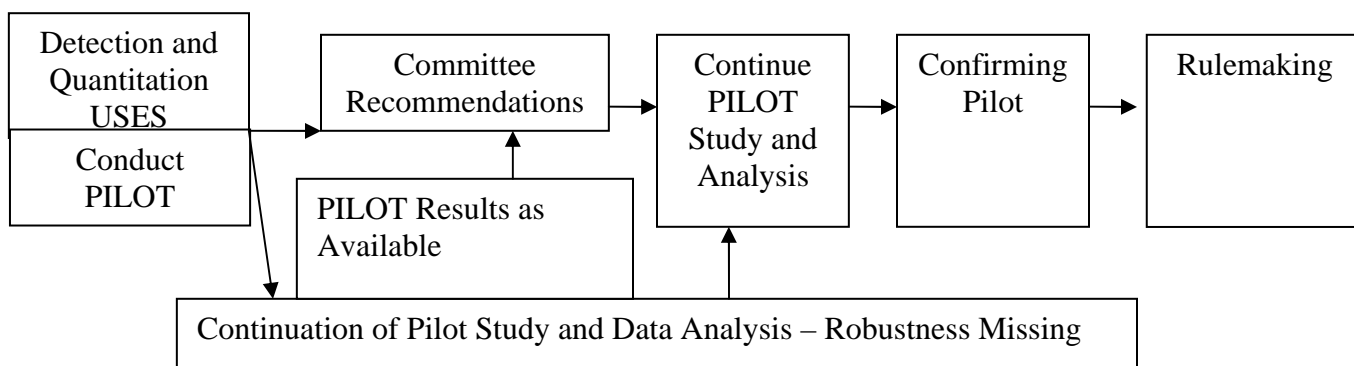 Detection and
Quantitation
USES
Conduct
PILOT
Committee
Recommendations
PILOT Results as
Available
Continue
PILOT
Study and
Analysis
Confirming
Pilot
Rulemaking
Continuation of Pilot Study and Data Analysis – Robustness Missing